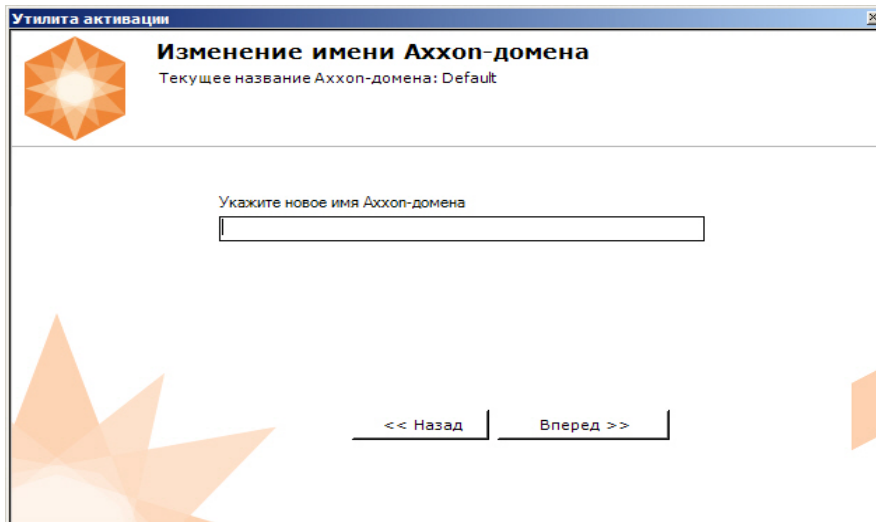 Утилита активации
Изменение имени Axxon-домена
Текущее название Axxon-домена: Default
Укажите новое имя Axxon-домена
<< Назад
Вперед >>